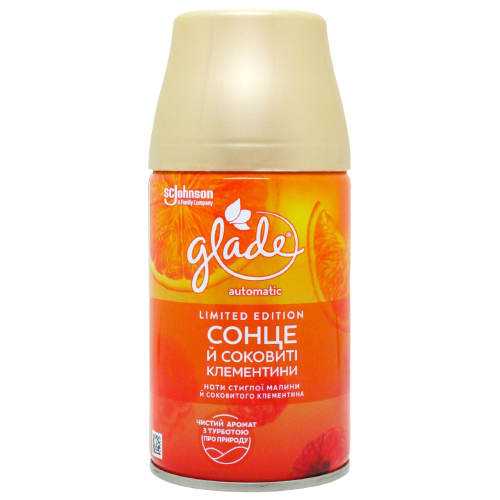 SC Johnson
A Family Company
glade®
automatic
LIMITED EDITION
СОНЦЕ
Й СОКОВИТІ
КЛЕМЕНТИНИ
НОТИ СТИГЛОЇ МАЛИНИ
Й СОКОВИТОГО КЛЕМЕНТИНА
ЧИСТИЙ АРОМАТ
З ТУРБОТОЮ
ПРО ПРИРОДУ